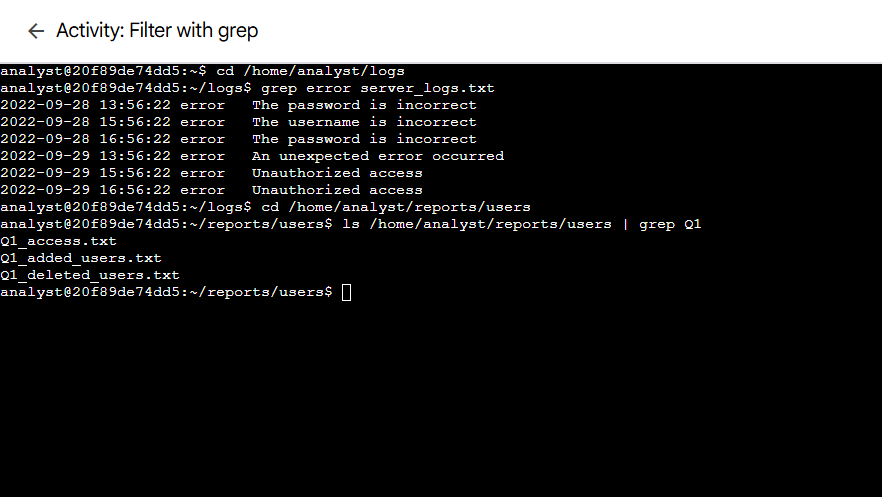 ← Activity: Filter with grep
analyst@20f89de74dd5:~$ cd /home/analyst/logs
analyst@20f89de74dd5:~/logs$ grep error server_logs.txt
2022-09-28 13:56:22 error   The password is incorrect
2022-09-28 15:56:22 error   The username is incorrect
2022-09-28 16:56:22 error   The password is incorrect
2022-09-29 13:56:22 error   An unexpected error occurred
2022-09-29 15:56:22 error   Unauthorized access
2022-09-29 16:56:22 error   Unauthorized access
analyst@20f89de74dd5:~/logs$ cd /home/analyst/reports/users
analyst@20f89de74dd5:~/reports/users$ ls /home/analyst/reports/users | grep Q1
Q1_access.txt
Q1_added_users.txt
Q1_deleted_users.txt
analyst@20f89de74dd5:~/reports/users$